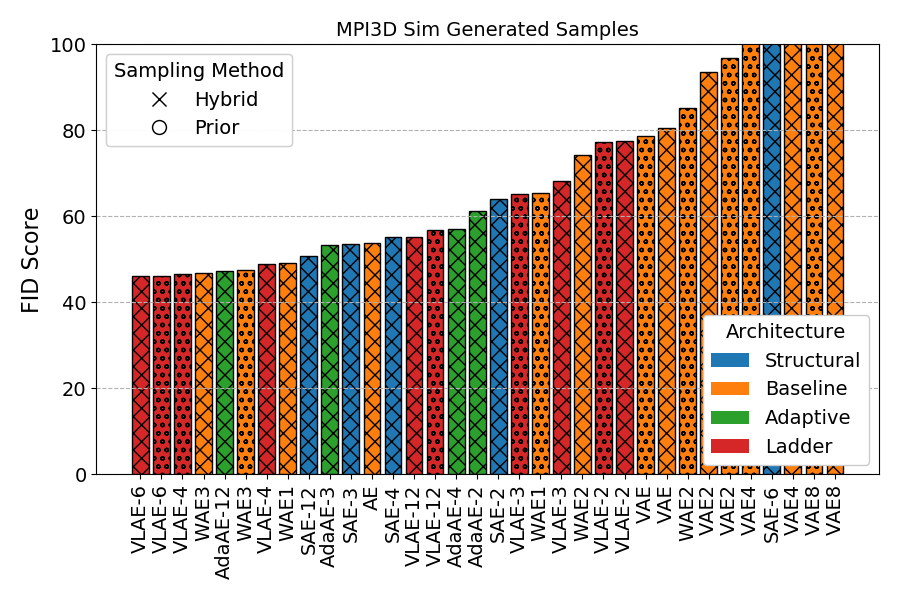 MPI3D Sim Generated Samples
FID Score
100
80
60
40
20
0
Sampling Method
Hybrid
Prior
Architecture
Structural
Baseline
Adaptive
Ladder
VLAE-6
VLAE-6
VLAE-4
WAE3
AdaAE-12
WAE3
VLAE-4
WAE1
SAE-12
AdaAE-3
SAE-3
AE
SAE-4
VLAE-12
VLAE-12
AdaAE-4
AdaAE-2
SAE-2
VLAE-3
WAE1
VLAE-3
WAE2
VLAE-2
VLAE-2
VAE
VAE
WAE2
VAE2
VAE2
VAE4
SAE-6
VAE4
VAE8
VAE8